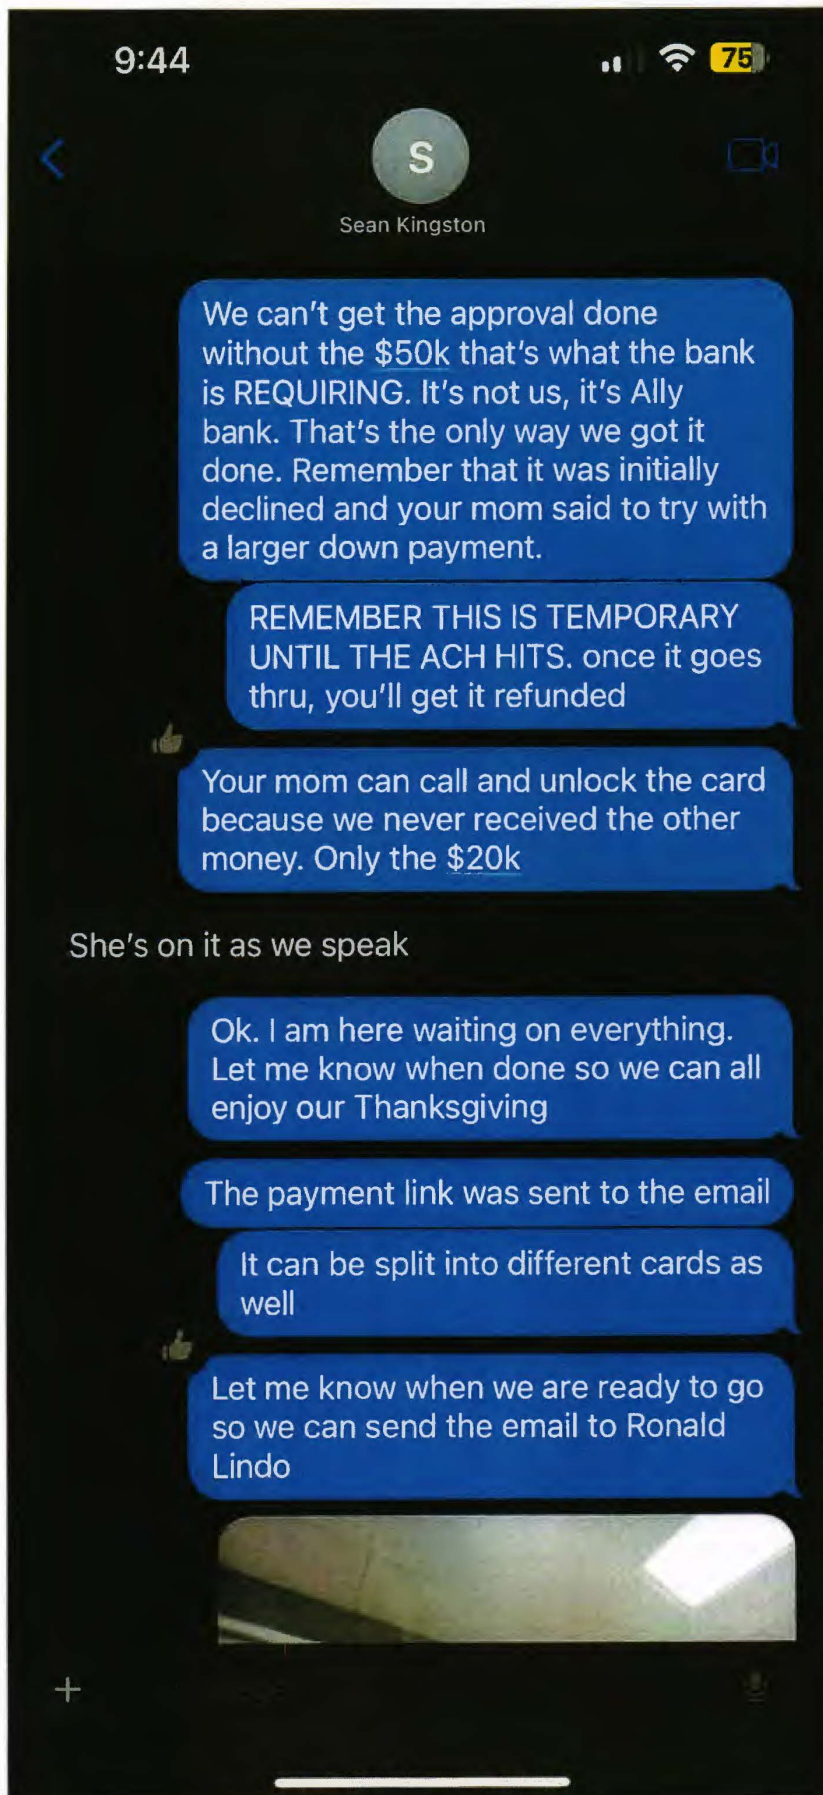 9:44
75
S
Sean Kingston
We can't get the approval done
without the $50k that's what the bank
is REQUIRING. It's not us, it's Ally
bank. That's the only way we got it
done. Remember that it was initially
declined and your mom said to try with
a larger down payment.
REMEMBER THIS IS TEMPORARY
UNTIL THE ACH HITS. once it goes
thru, you'll get it refunded
Your mom can call and unlock the card
because we never received the other
money. Only the $20k
She's on it as we speak
Ok. I am here waiting on everything.
Let me know when done so we can all
enjoy our Thanksgiving
The payment link was sent to the email
It can be split into different cards as
well
Let me know when we are ready to go
so we can send the email to Ronald
Lindo